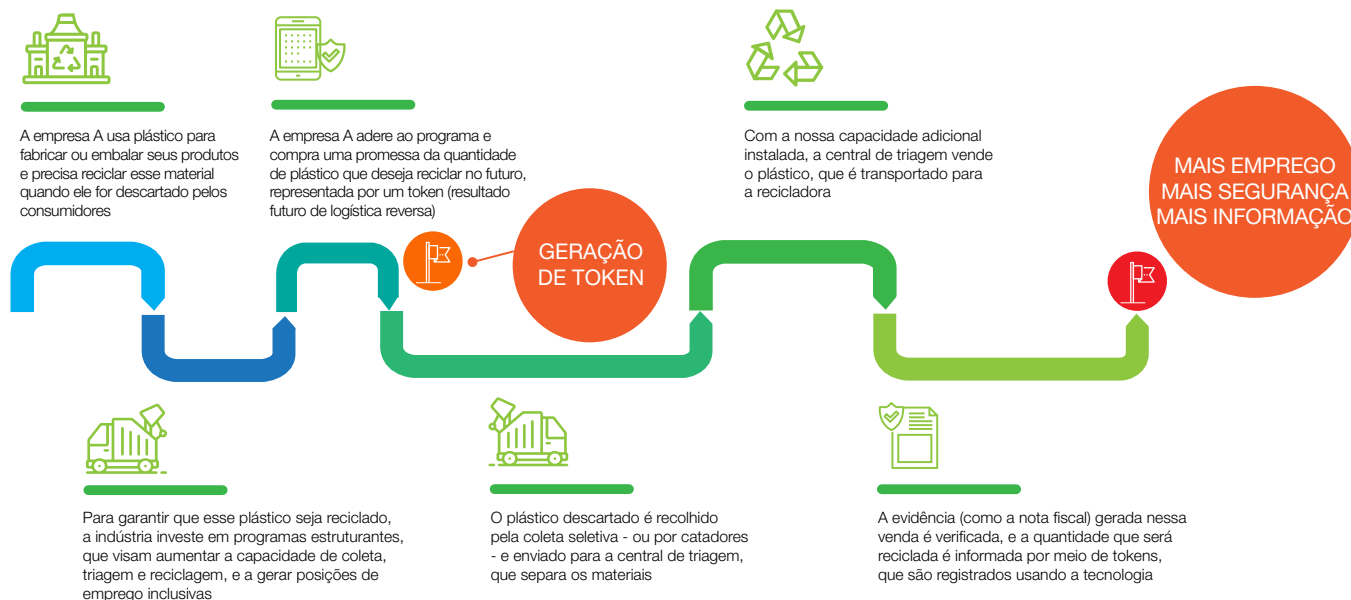 A empresa A usa plástico para
fabricar ou embalar seus produtos
e precisa reciclar esse material
quando ele for descartado pelos
consumidores
Para garantir que esse plástico seja reciclado,
a indústria investe em programas estruturantes,
que visam aumentar a capacidade de coleta,
triagem e reciclagem, e a gerar posições de
emprego inclusivas
A empresa A adere ao programa e
compra uma promessa da quantidade
de plástico que deseja reciclar no futuro,
representada por um token (resultado
futuro de logística reversa)
GERAÇÃO
DE TOKEN
O plástico descartado é recolhido
pela coleta seletiva - ou por catadores
- e enviado para a central de triagem,
que separa os materiais
Com a nossa capacidade adicional
instalada, a central de triagem vende
o plástico, que é transportado para
a recicladora
A evidência (como a nota fiscal) gerada nessa
venda é verificada, e a quantidade que será
reciclada é informada por meio de tokens,
que são registrados usando a tecnologia
MAIS EMPREGO
MAIS SEGURANÇA
MAIS INFORMAÇÃO